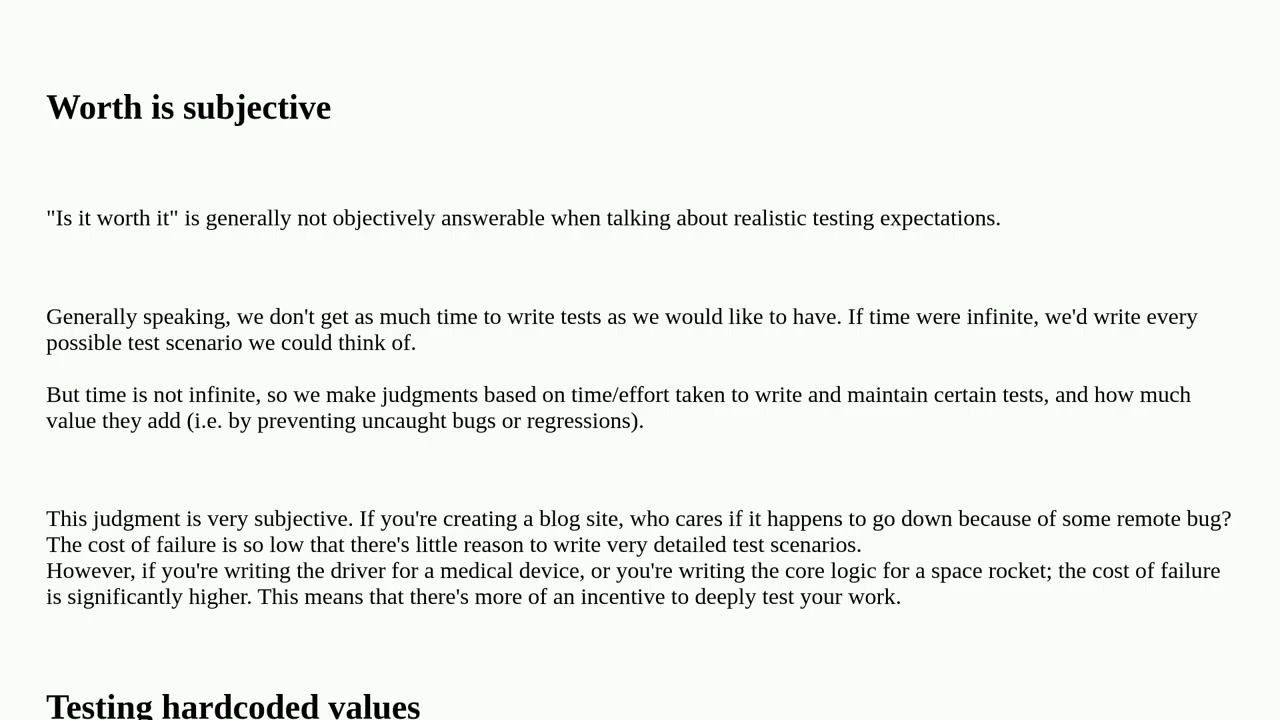 Worth is subjective
"Is it worth it" is generally not objectively answerable when talking about realistic testing expectations.
Generally speaking, we don't get as much time to write tests as we would like to have. If time were infinite, we'd write every
possible test scenario we could think of.
But time is not infinite, so we make judgments based on time/effort taken to write and maintain certain tests, and how much
value they add (i.e. by preventing uncaught bugs or regressions).
This judgment is very subjective. If you're creating a blog site, who cares if it happens to go down because of some remote bug?
The cost of failure is so low that there's little reason to write very detailed test scenarios.
However, if you're writing the driver for a medical device, or you're writing the core logic for a space rocket; the cost of failure
is significantly higher. This means that there's more of an incentive to deeply test your work.
Testing hardcoded values